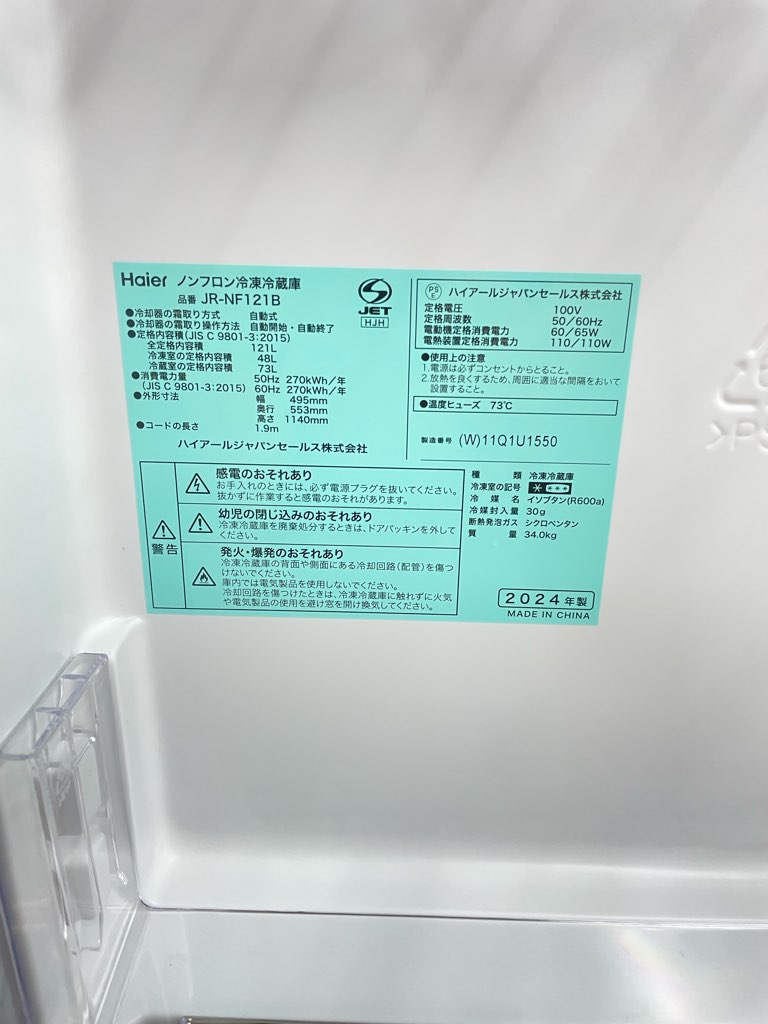 Haier ノンフロン冷凍冷蔵庫
品番 JR-NF121B
●冷却器の霜取り方式 自動式
●冷却器の霜取り操作方法 自動開始・自動終了
●定格内容積(JIS C 9801-3:2015)
全定格内容積 121L
冷凍室の定格内容積 48L
冷蔵室の定格内容積 73L
●消費電力量 50Hz 270kWh/年
(JIS C 9801-3:2015) 60Hz 270kWh/年
●外形寸法 幅 495mm
奥行 553mm
高さ 1140mm
●コードの長さ 1.9m
ハイアールジャパンセールス株式会社
JET
HJH
PS
E
ハイアールジャパンセールス株式会社
定格電圧 100V
定格周波数 50/60Hz
電動機定格消費電力 60/65W
電熱装置定格消費電力 110/110W
●使用上の注意
1.電源は必ずコンセントからとること。
2.放熱を良くするため、周囲に適当な間隔をおいて
設置すること。
●温度ヒューズ 73℃
製造番号 (W)11Q1U1550
警告
感電のおそれあり
お手入れのときには、必ず電源プラグを抜いてください。
抜かずに作業すると感電のおそれがあります。
幼児の閉じ込みのおそれあり
冷凍冷蔵庫を廃棄処分するときは、ドアパッキンを外して
ください。
発火・爆発のおそれあり
冷凍冷蔵庫の背面や側面にある冷却回路(配管)を傷つ
けないでください。
庫内では電気製品を使用しないでください。
冷却回路を傷つけたときは、冷凍冷蔵庫に触れずに火気
や電気製品の使用を避け窓を開け換気してください。
種類 冷凍冷蔵庫
冷凍室の記号
冷媒名 イソブタン(R600a)
冷媒封入量 30g
断熱発泡ガス シクロペンタン
質量 34.0kg
2024年製
MADE IN CHINA
>PS